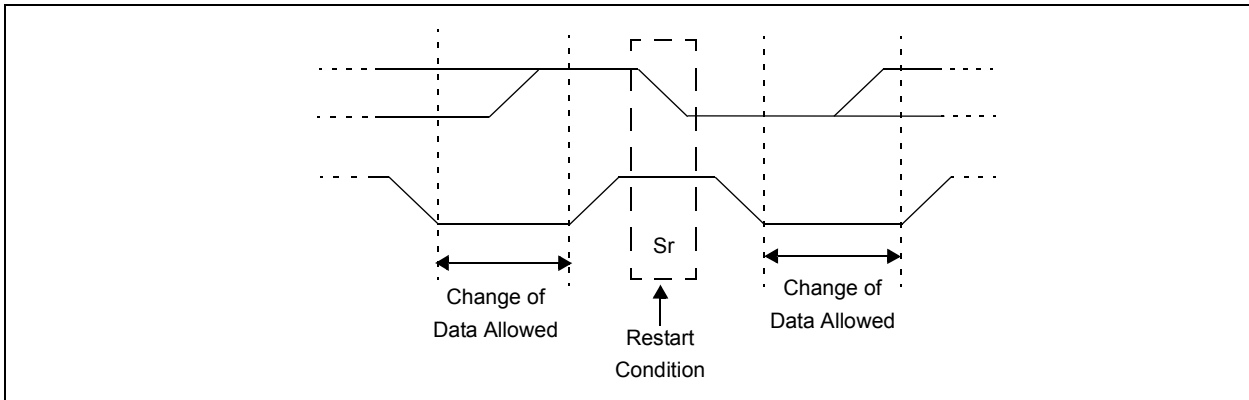 Sr
Change of
Data Allowed
Restart
Condition
Change of
Data Allowed